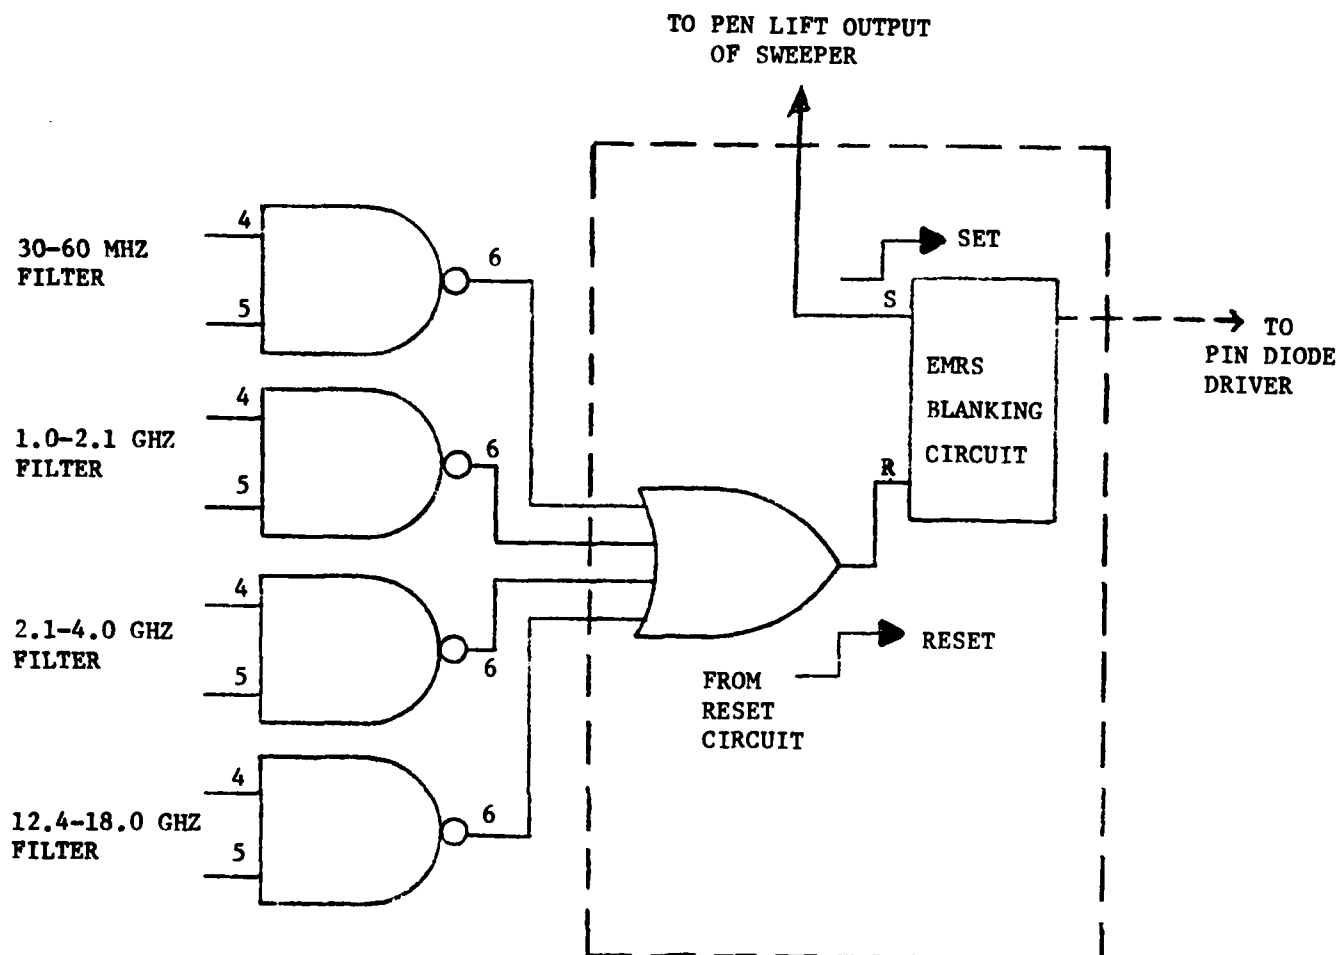 TO PEN LIFT OUTPUT
OF SWEEPER
4
30-60 MHZ
FILTER
5
6
SET
S
EMRS
BLANKING
CIRCUIT
R
TO
PIN DIODE
DRIVER
4
1.0-2.1 GHZ
FILTER
5
6
4
2.1-4.0 GHZ
FILTER
5
6
RESET
FROM
RESET
CIRCUIT
4
12.4-18.0 GHZ
FILTER
5
6